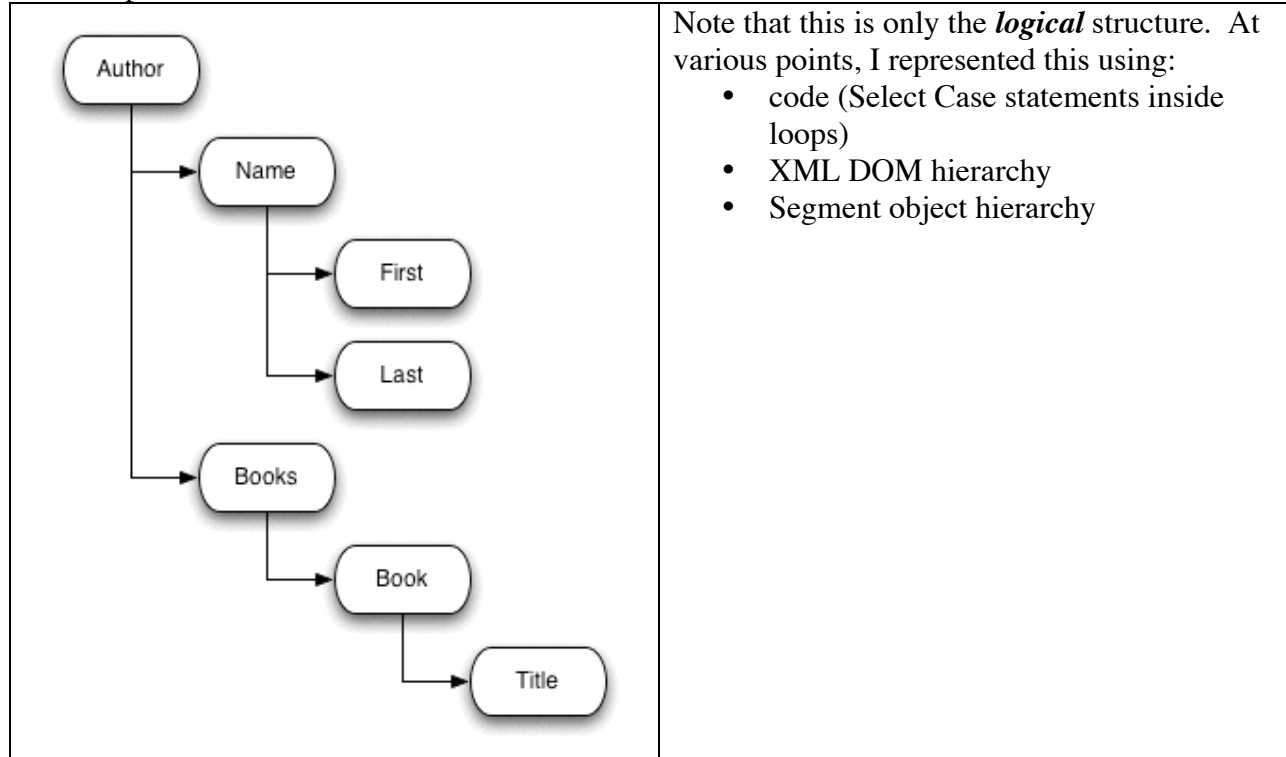 Author
Name
First
Last
Books
Book
Title
Note that this is only the logical structure. At
various points, I represented this using:
• code (Select Case statements inside
loops)
• XML DOM hierarchy
• Segment object hierarchy